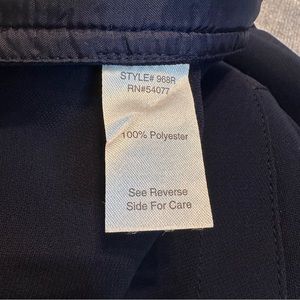 STYLE# 968R
RN#54077
100% Polyester
See Reverse
Side For Care